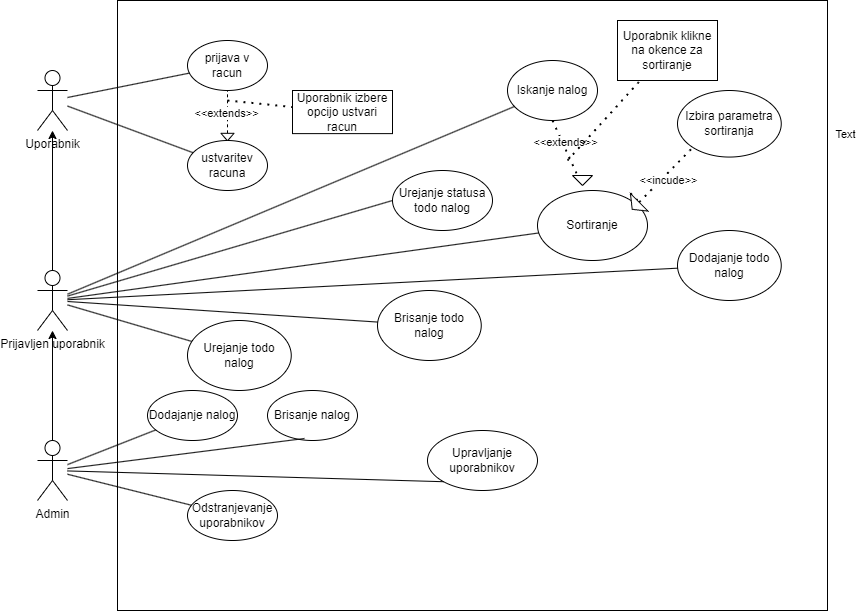 prijava v
racun
<<extends>>
Uporabnik izbere
opcijo ustvari
racun
ustvaritev
racuna
Uporabnik
Iskanje nalog
Uporabnik klikne
na okence za
sortiranje
<<extends>>
Izbira parametra
sortiranja
<<incude>>
Text
Urejanje statusa
todo nalog
Sortiranje
Dodajanje todo
nalog
Brisanje todo
nalog
Prijavljen uporabnik
Urejanje todo
nalog
Dodajanje nalog
Brisanje nalog
Upravljanje
uporabnikov
Admin
Odstranjevanje
uporabnikov